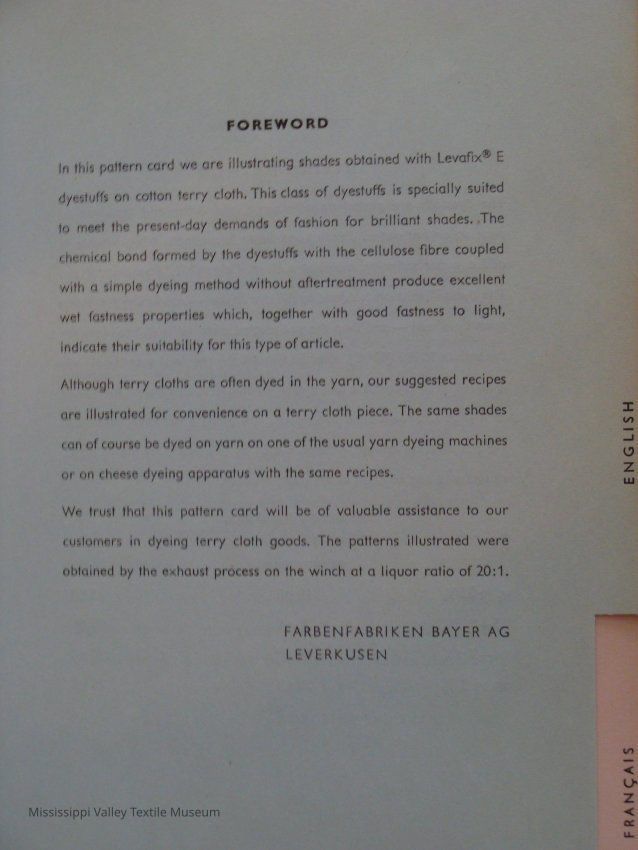 FOREWORD
In this pattern card we are illustrating shades obtained with Levafix® E
dyestuffs on cotton terry cloth. This class of dyestuffs is specially suited
to meet the present-day demands of fashion for brilliant shades. The
chemical bond formed by the dyestuffs with the cellulose fibre coupled
with a simple dyeing method without aftertreatment produce excellent
wet fastness properties which, together with good fastness to light,
indicate their suitability for this type of article.
Although terry cloths are often dyed in the yarn, our suggested recipes
are illustrated for convenience on a terry cloth piece. The same shades
can of course be dyed on yarn on one of the usual yarn dyeing machines
or on cheese dyeing apparatus with the same recipes.
We trust that this pattern card will be of valuable assistance to our
customers in dyeing terry cloth goods. The patterns illustrated were
obtained by the exhaust process on the winch at a liquor ratio of 20:1.
FARBENFABRIKEN BAYER AG
LEVERKUSEN
ENGLISH
FRANÇAIS
Mississippi Valley Textile Museum